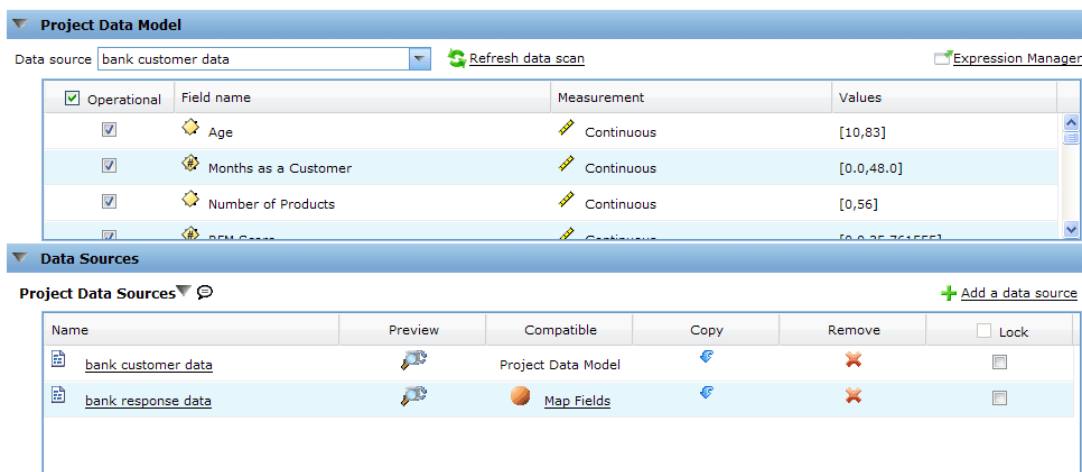 Project Data Model
Data source bank customer data Refresh data scan Expression Manager
Operational Field name Measurement Values
Age Continuous [10,83]
# Months as a Customer Continuous [0.0,48.0]
Number of Products Continuous [0,56]
Data Sources
Project Data Sources Add a data source
Name Preview Compatible Copy Remove Lock
bank customer data Project Data Model
bank response data Map Fields